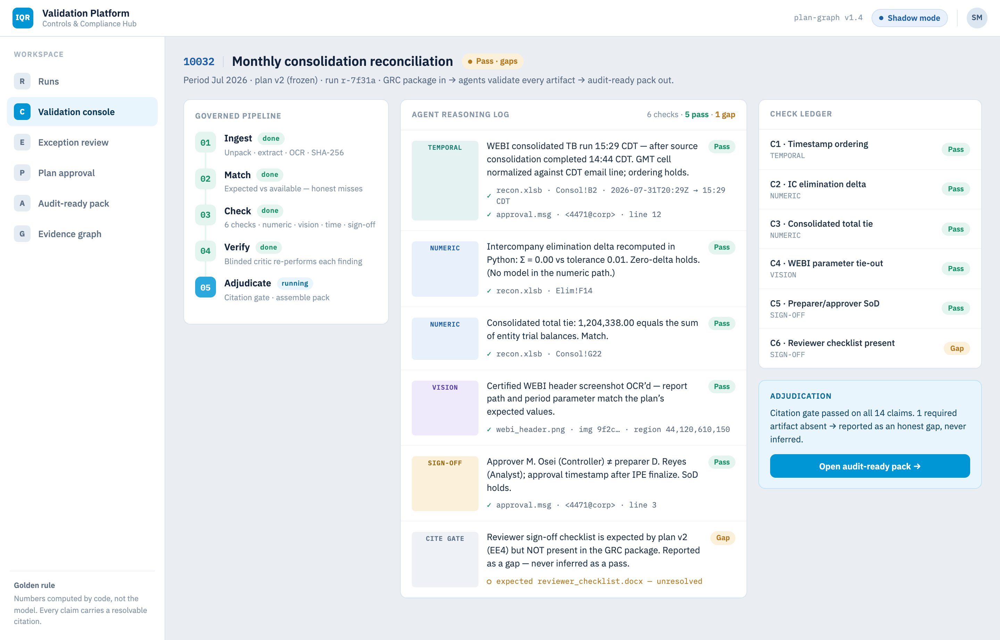 IQR
Validation Platform
Controls & Compliance Hub
plan-graph v1.4
Shadow mode
SM
WORKSPACE
R Runs
C Validation console
E Exception review
P Plan approval
A Audit-ready pack
G Evidence graph
Golden rule
Numbers computed by code, not the
model. Every claim carries a resolvable
citation.
10032
Monthly consolidation reconciliation
Pass · gaps
Period Jul 2026 · plan v2 (frozen) · run r-7f31a · GRC package in → agents validate every artifact → audit-ready pack out.
GOVERNED PIPELINE
01 Ingest done
Unpack · extract · OCR · SHA-256
02 Match done
Expected vs available — honest misses
03 Check done
6 checks · numeric · vision · time · sign-off
04 Verify done
Blinded critic re-performs each finding
05 Adjudicate running
Citation gate · assemble pack
AGENT REASONING LOG
6 checks · 5 pass · 1 gap
TEMPORAL
WEBI consolidated TB run 15:29 CDT — after source
consolidation completed 14:44 CDT. GMT cell
normalized against CDT email line; ordering holds.
Pass
✓ recon.xlsb · Consol!B2 · 2026-07-31T20:29Z → 15:29
CDT
✓ approval.msg · <4471@corp> · line 12
NUMERIC
Intercompany elimination delta recomputed in
Python: Σ = 0.00 vs tolerance 0.01. Zero-delta holds.
(No model in the numeric path.)
Pass
✓ recon.xlsb · Elim!F14
NUMERIC
Consolidated total tie: 1,204,338.00 equals the sum
of entity trial balances. Match.
Pass
✓ recon.xlsb · Consol!G22
VISION
Certified WEBI header screenshot OCR’d — report
path and period parameter match the plan’s
expected values.
Pass
✓ webi_header.png · img 9f2c… · region 44,120,610,150
SIGN-OFF
Approver M. Osei (Controller) ≠ preparer D. Reyes
(Analyst); approval timestamp after IPE finalize. SoD
holds.
Pass
✓ approval.msg · <4471@corp> · line 3
CITE GATE
Reviewer sign-off checklist is expected by plan v2
(EE4) but NOT present in the GRC package. Reported
as a gap — never inferred as a pass.
Gap
○ expected reviewer_checklist.docx — unresolved
CHECK LEDGER
C1 · Timestamp ordering
TEMPORAL
Pass
C2 · IC elimination delta
NUMERIC
Pass
C3 · Consolidated total tie
NUMERIC
Pass
C4 · WEBI parameter tie-out
VISION
Pass
C5 · Preparer/approver SoD
SIGN-OFF
Pass
C6 · Reviewer checklist present
SIGN-OFF
Gap
ADJUDICATION
Citation gate passed on all 14 claims. 1 required
artifact absent → reported as an honest gap, never
inferred.
Open audit-ready pack →